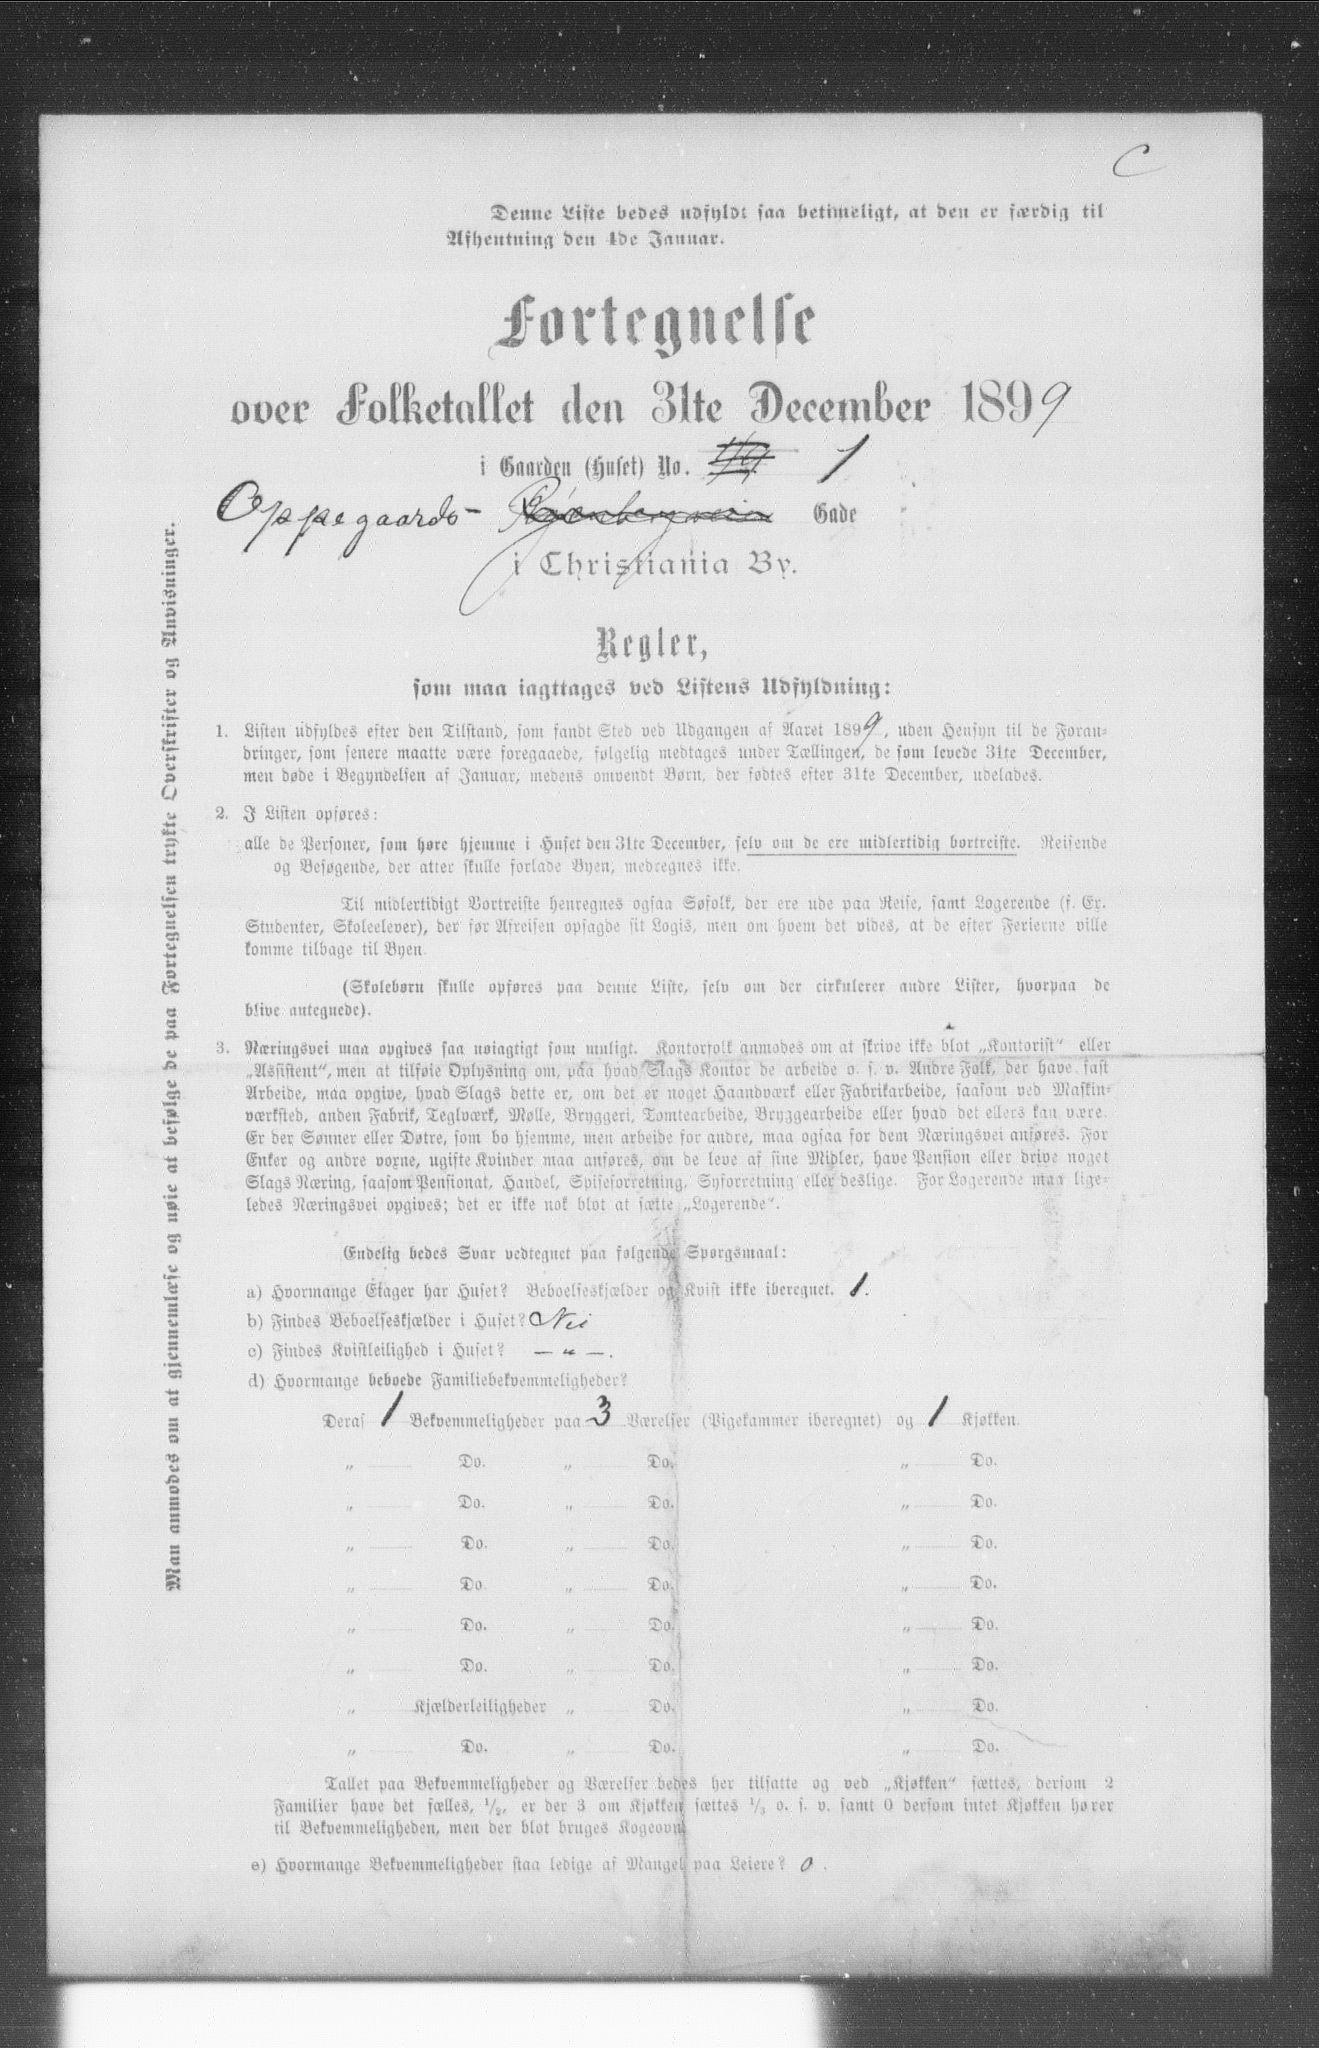 C
Denne Liste bedes udfyldt saa betimeligt, at den er færdig til
Afhentning den 4de Januar.
Fortegnelse
over Folketallet den 31te December 1899
i Gaarden (Huset) No. 1
Oppegaards- Gade
i Christiania By.
Regler,
som maa iagttages ved Listens Udfyldning:
1. Listen udfyldes efter den Tilstand, som fandt Sted ved Udgangen af Aaret 1899, uden Hensyn til de Foran-
dringer, som senere maatte være foregaaede, følgelig medtages under Tællingen, de som levede 31te December,
men døde i Begyndelsen af Januar, medens omvendt Børn, der fødtes efter 31te December, udelades.
2. I Listen opføres:
alle de Personer, som høre hjemme i Huset den 31te December, selv om de ere midlertidig bortreiste. Reisende
og Besøgende, der atter skulle forlade Byen, medregnes ikke.
Til midlertidigt Bortreiste henregnes ogsaa Søfolk, der ere ude paa Reise, samt Logerende (f. Ex.
Studenter, Skoleelever), der før Afreisen opsagde sit Logis, men om hvem det vides, at de efter Ferierne ville
komme tilbage til Byen.
(Skolebørn skulle opføres paa denne Liste, selv om der cirkulerer andre Lister, hvorpaa de
blive antegnede).
3. Næringsvei maa opgives saa nøiagtigt som muligt. Kontorfolk anmodes om at skrive ikke blot „Kontorist“ eller
„Assistent“, men at tilføie Oplysning om, paa hvad Slags Kontor de arbeide o. s. v. Andre Folk, der have fast
Arbeide, maa opgive, hvad Slags dette er, om det er noget Haandværk eller Fabrikarbeide, saasom ved Maskin-
værksted, anden Fabrik, Teglværk, Mølle, Bryggeri, Tomtearbeide, Bryggearbeide eller hvad det ellers kan være.
Er der Sønner eller Døtre, som bo hjemme, men arbeide for andre, maa ogsaa for dem Næringsvei anføres. For
Enker og andre voxne, ugifte Kvinder maa anføres, om de leve af sine Midler, have Pension eller drive noget
Slags Næring, saasom Pensionat, Handel, Spiseforretning, Syforretning eller deslige. For Logerende maa lige-
ledes Næringsvei opgives; det er ikke nok blot at sætte „Logerende“.
Endelig bedes Svar vedtegnet paa følgende Spørgsmaal:
a) Hvormange Etager har Huset? Beboelseskjælder og Kvist ikke iberegnet. 1.
b) Findes Beboelseskjælder i Huset? Nei
c) Findes Kvistleilighed i Huset? — „ —.
d) Hvormange beboede Familiebekvemmeligheder?
Deraf 1 Bekvemmeligheder paa 3 Værelser (Pigekammer iberegnet) og 1 Kjøkken.
„ Do. „ Do. „ Do.
„ Do. „ Do. „ Do.
„ Do. „ Do. „ Do.
„ Do. „ Do. „ Do.
„ Do. „ Do. „ Do.
„ Do. „ Do. „ Do.
„ Kjælderleiligheder „ Do. „ Do.
„ Do. „ Do. „ Do.
Tallet paa Bekvemmeligheder og Værelser bedes her tilsatte og ved „Kjøkken“ sættes, dersom 2
Familier have det fælles, 1/2, er der 3 om Kjøkken sættes 1/3 o. s. v. samt 0 dersom intet Kjøkken hører
til Bekvemmeligheden, men der blot bruges Kogeovn.
e) Hvormange Bekvemmeligheder staa ledige af Mangel paa Leiere? 0.
Man anmodes om at gjennemlæse og nøie at befølge de paa Fortegnelsen trykte Overskrifter og Anvisninger.